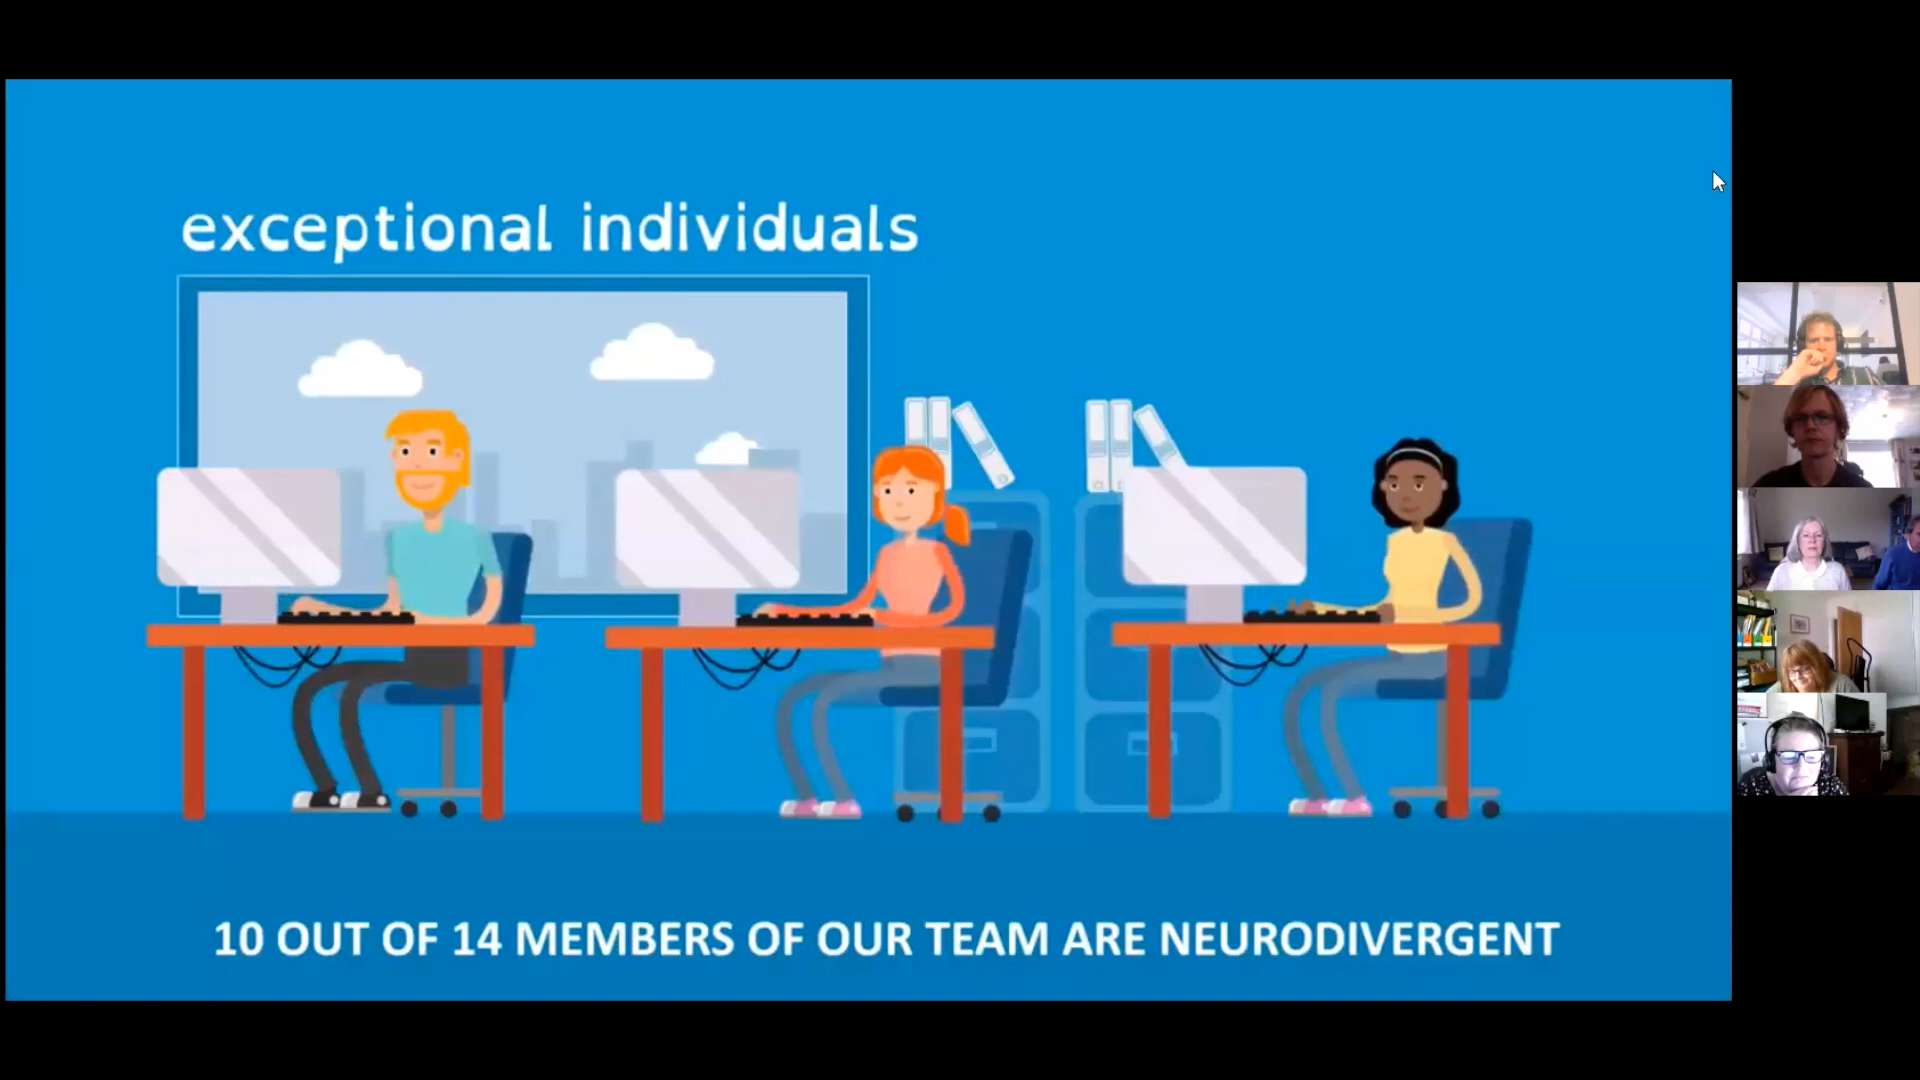 exceptional individuals
10 OUT OF 14 MEMBERS OF OUR TEAM ARE NEURODIVERGENT